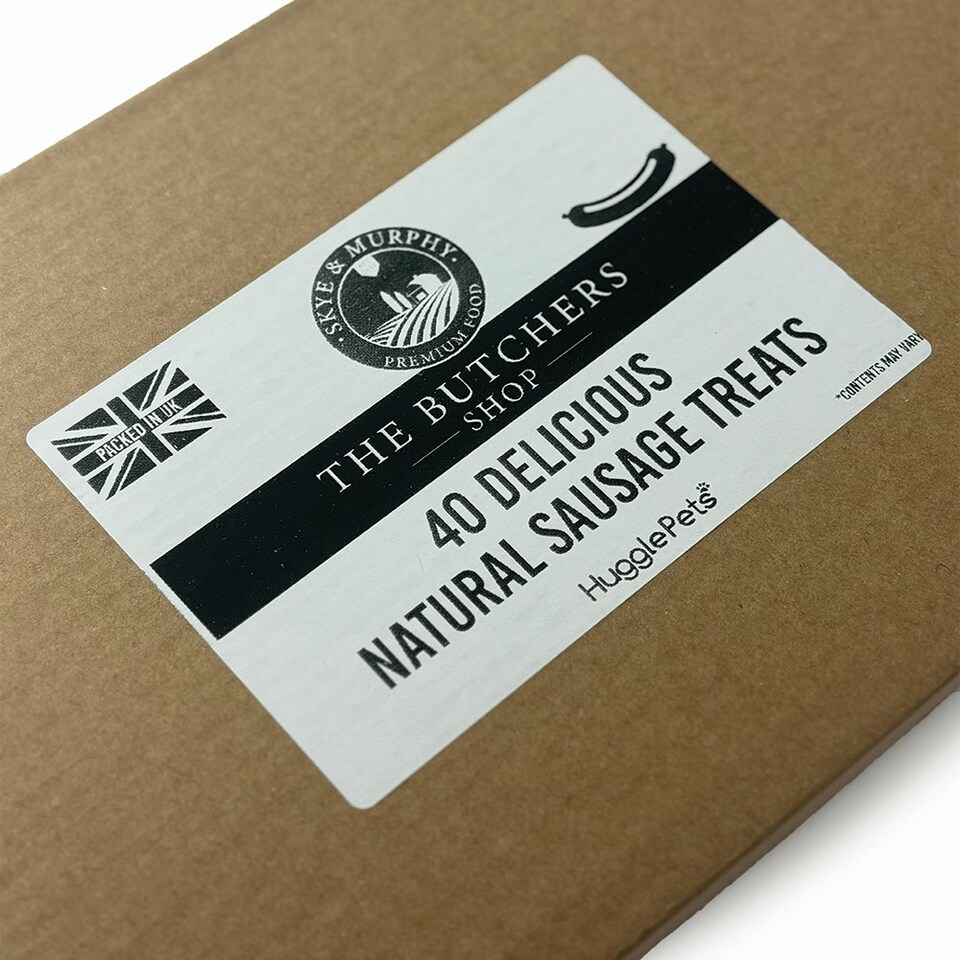 SKYE & MURPHY
PREMIUM FOOD
PACKED IN UK
THE BUTCHERS
SHOP
40 DELICIOUS
NATURAL SAUSAGE TREATS
*CONTENTS MAY VARY
HugglePets